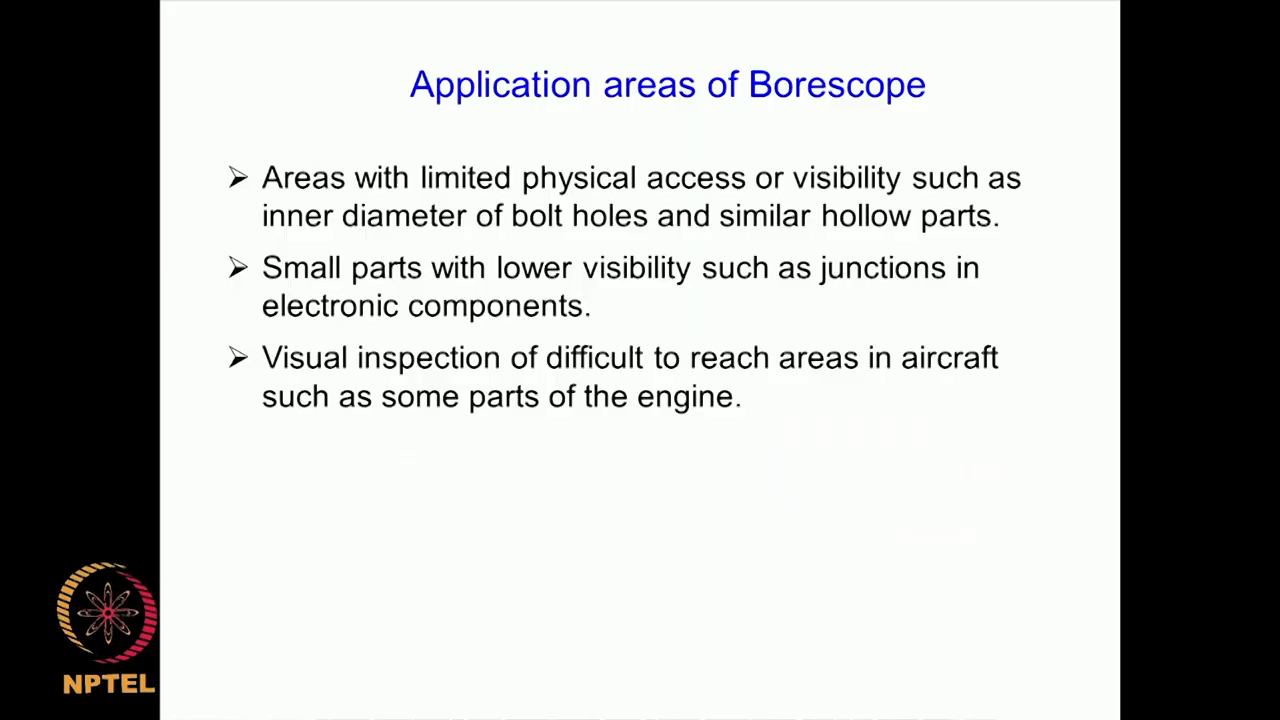 Application areas of Borescope
➢ Areas with limited physical access or visibility such as
inner diameter of bolt holes and similar hollow parts.
➢ Small parts with lower visibility such as junctions in
electronic components.
➢ Visual inspection of difficult to reach areas in aircraft
such as some parts of the engine.
NPTEL